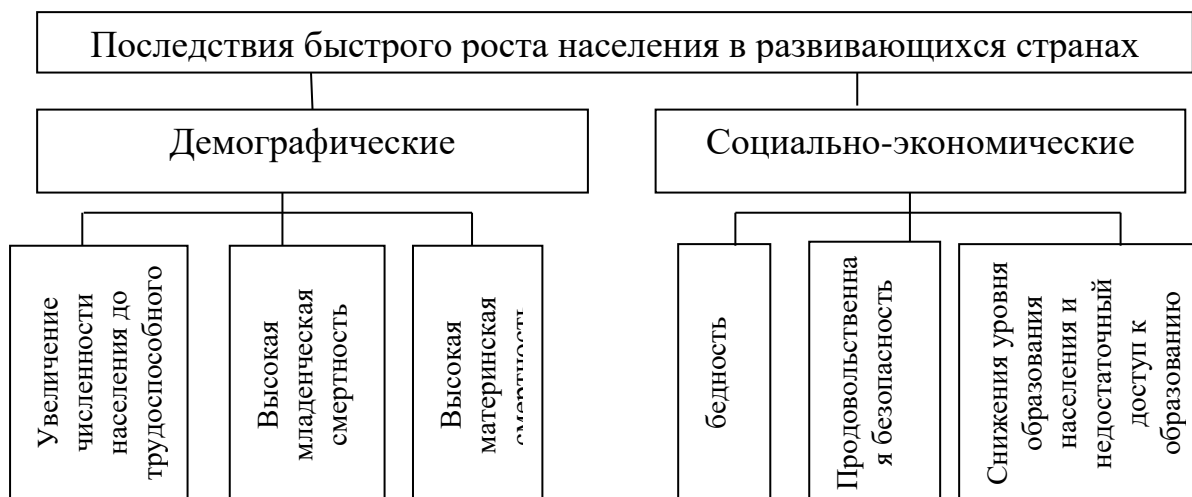 Последствия быстрого роста населения в развивающихся странах
Демографические
Социально-экономические
Увеличение
численности
населения до
трудоспособного
Высокая
младенческая
смертность
Высокая
материнская
смертность
бедность
Продовольственна
я безопасность
Снижения уровня
образования
населения и
недостаточный
доступ к
образованию